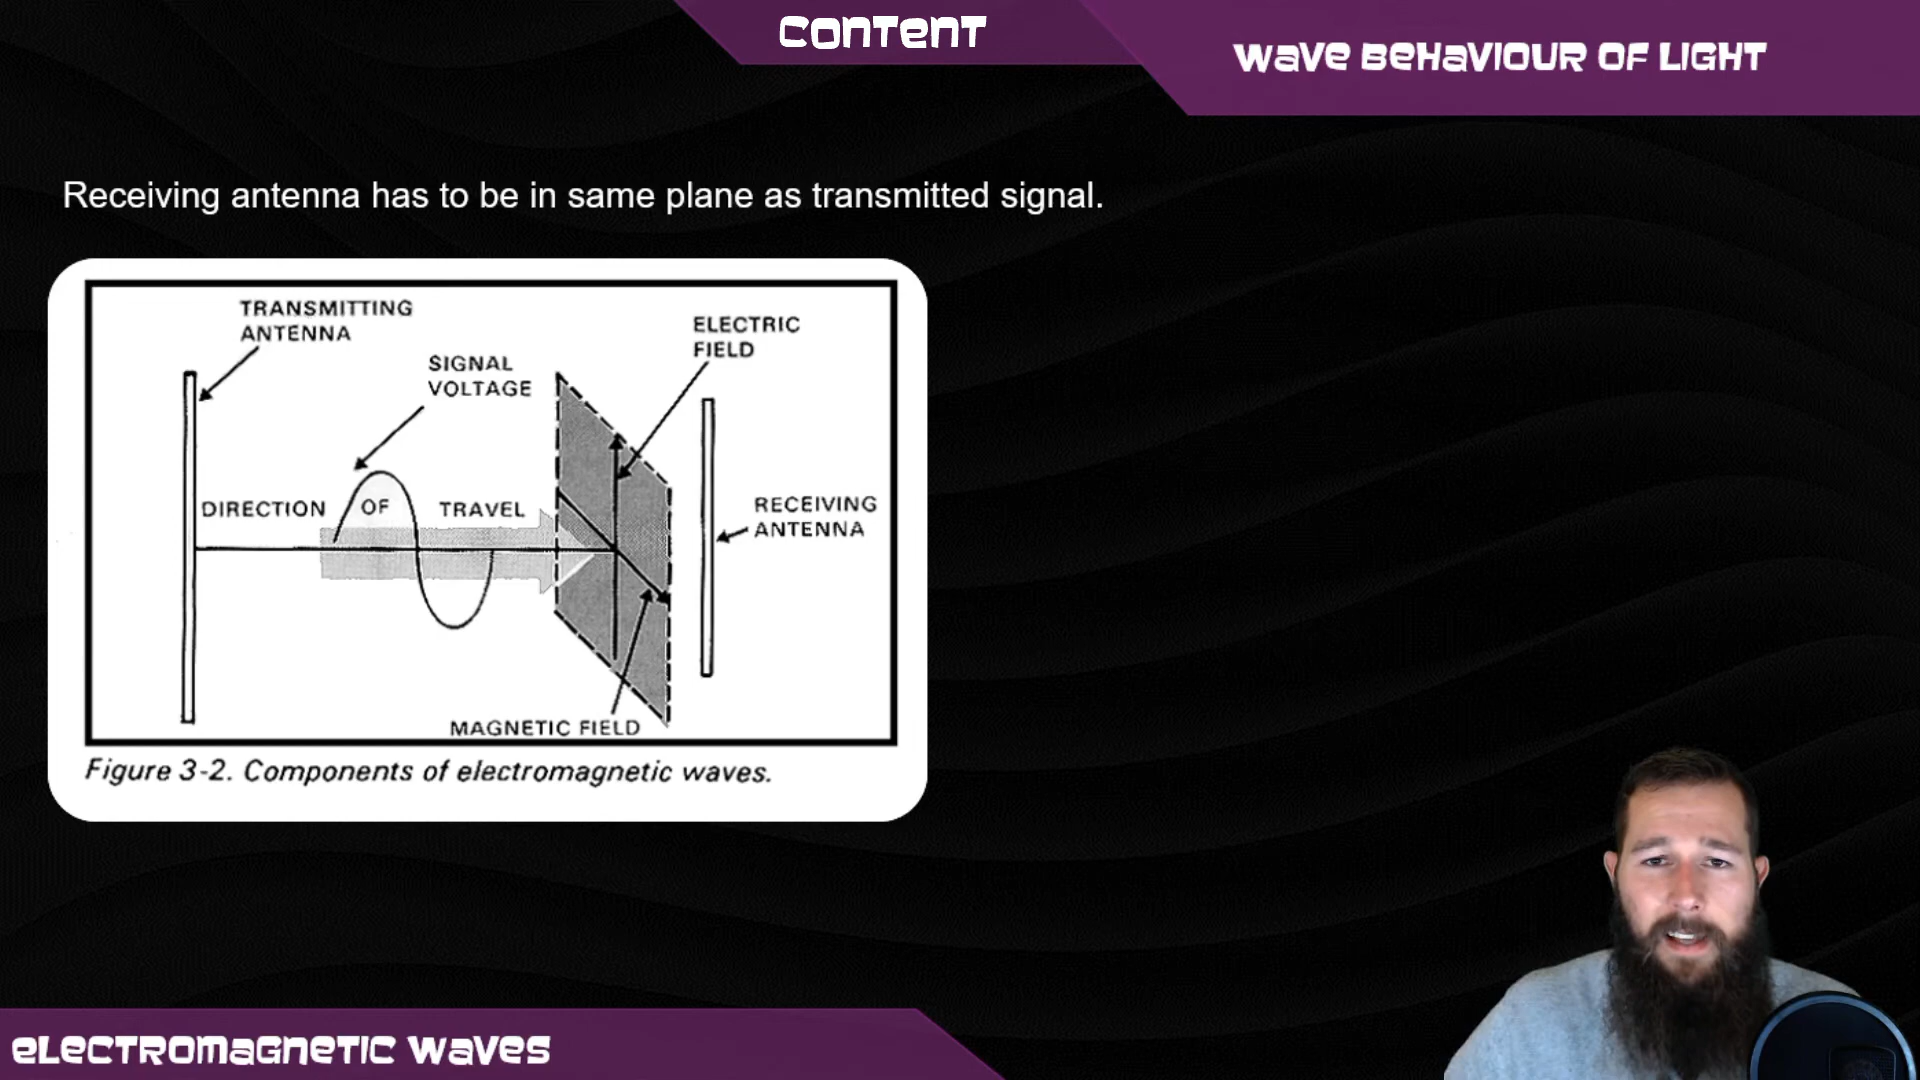 CONTENT
WAVE BEHAVIOUR OF LIGHT
Receiving antenna has to be in same plane as transmitted signal.
TRANSMITTING
ANTENNA
ELECTRIC
FIELD
SIGNAL
VOLTAGE
DIRECTION OF TRAVEL
RECEIVING
ANTENNA
MAGNETIC FIELD
Figure 3-2. Components of electromagnetic waves.
ELECTROMAGNETIC WAVES